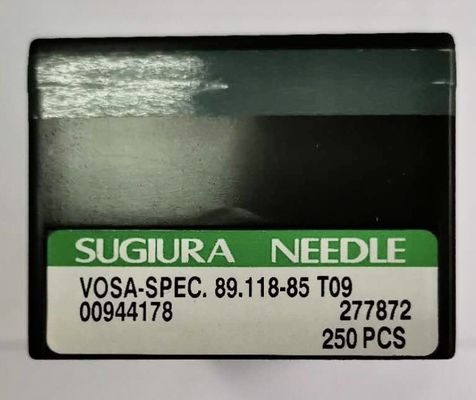 SUGIURA NEEDLE
VOSA-SPEC. 89.118-85 T09
00944178 277872
250 PCS